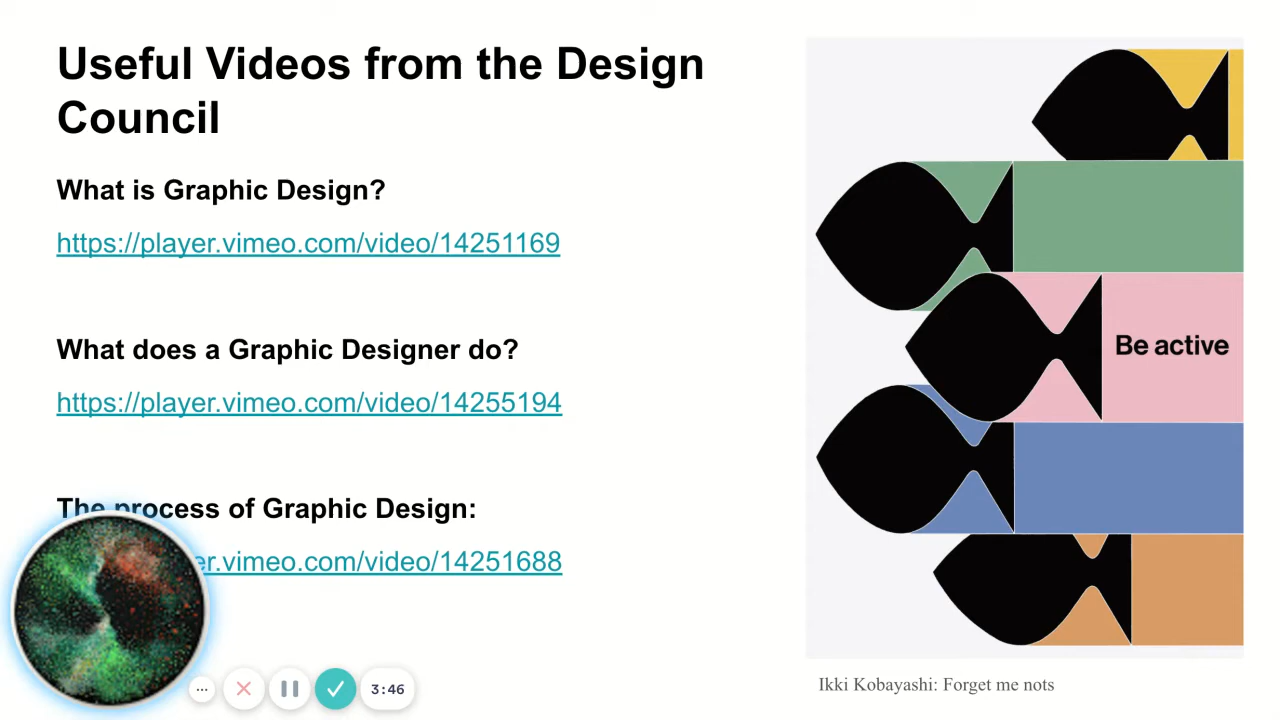 Useful Videos from the Design
Council
What is Graphic Design?
https://player.vimeo.com/video/14251169
What does a Graphic Designer do?
https://player.vimeo.com/video/14255194
The process of Graphic Design:
er.vimeo.com/video/14251688
Be active
Ikki Kobayashi: Forget me nots
3:46